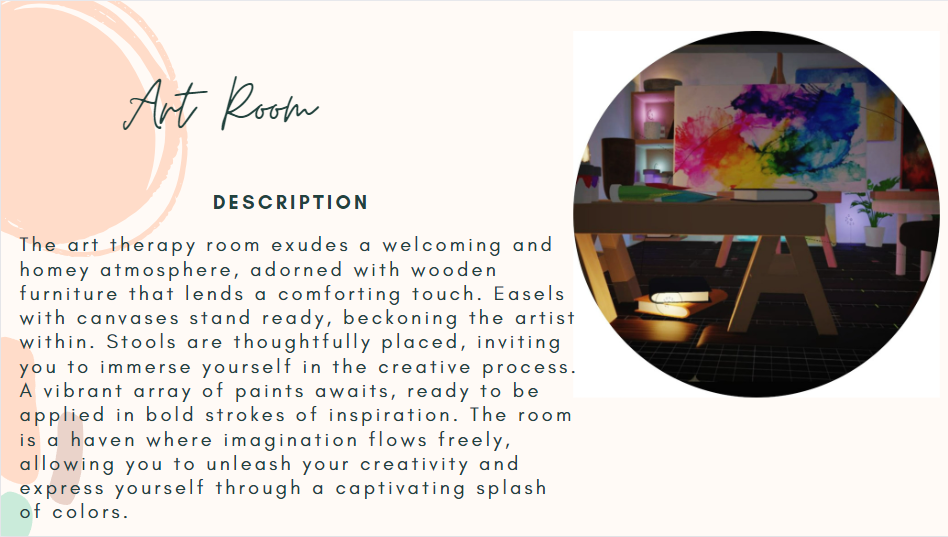 Art Room
DESCRIPTION
The art therapy room exudes a welcoming and
homey atmosphere, adorned with wooden
furniture that lends a comforting touch. Easels
with canvases stand ready, beckoning the artist
within. Stools are thoughtfully placed, inviting
you to immerse yourself in the creative process.
A vibrant array of paints awaits, ready to be
applied in bold strokes of inspiration. The room
is a haven where imagination flows freely,
allowing you to unleash your creativity and
express yourself through a captivating splash
of colors.